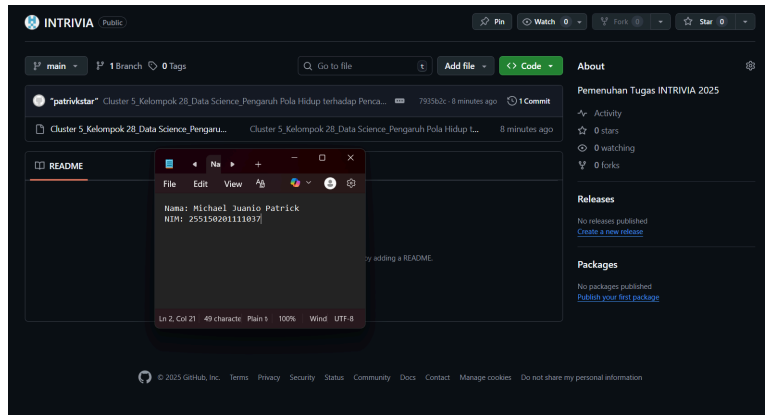 INTRIVIA Public
Pin Watch 0 Fork 0 Star 0
main 1 Branch 0 Tags Go to file t Add file Code
About
Pemenuhan Tugas INTRIVIA 2025
"patrivkstar" Cluster 5_Kelompok 28_Data Science_Pengaruh Pola Hidup terhadap Penca... 7935b2c · 8 minutes ago 1 Commit
Cluster 5_Kelompok 28_Data Science_Pengaru... Cluster 5_Kelompok 28_Data Science_Pengaruh Pola Hidup t... 8 minutes ago
Activity
0 stars
0 watching
0 forks
README
Na
File Edit View
Nama: Michael Juanio Patrick
NIM: 255150201111037
by adding a README.
Ln 2, Col 21 49 characte Plain t 100% Wind UTF-8
Releases
No releases published
Create a new release
Packages
No packages published
Publish your first package
© 2025 GitHub, Inc. Terms Privacy Security Status Community Docs Contact Manage cookies Do not share my personal information